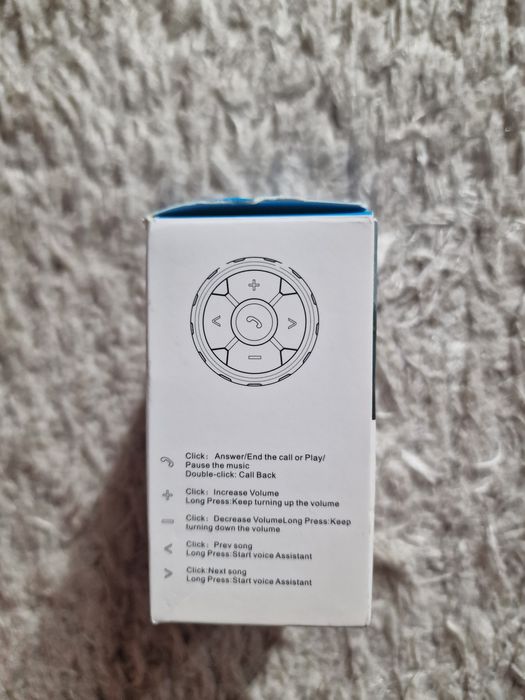 +
<
>
−
Click: Answer/End the call or Play/
Pause the music
Double-click: Call Back
+ Click: Increase Volume
Long Press:Keep turning up the volume
− Click: Decrease VolumeLong Press:Keep
turning down the volume
< Click: Prev song
Long Press:Start voice Assistant
> Click:Next song
Long Press:Start voice Assistant